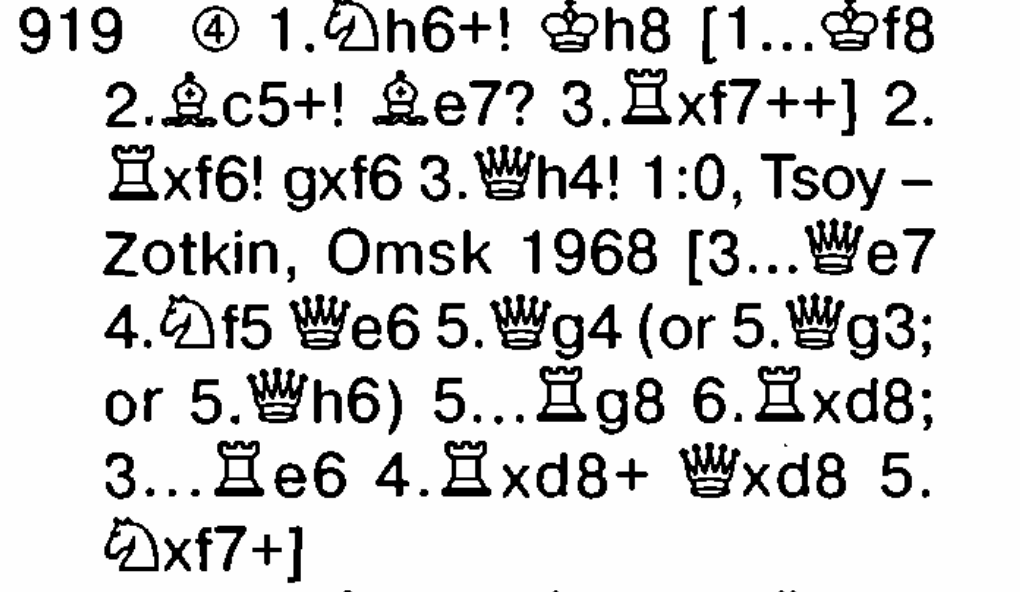 919 ④ 1.♘h6+! ♔h8 [1...♔f8
2.♗c5+! ♗e7? 3.♖xf7++] 2.
♖xf6! gxf6 3.♕h4! 1:0, Tsoy –
Zotkin, Omsk 1968 [3...♕e7
4.♘f5 ♕e6 5.♕g4 (or 5.♕g3;
or 5.♕h6) 5...♖g8 6.♖xd8;
3...♖e6 4.♖xd8+ ♕xd8 5.
♘xf7+]